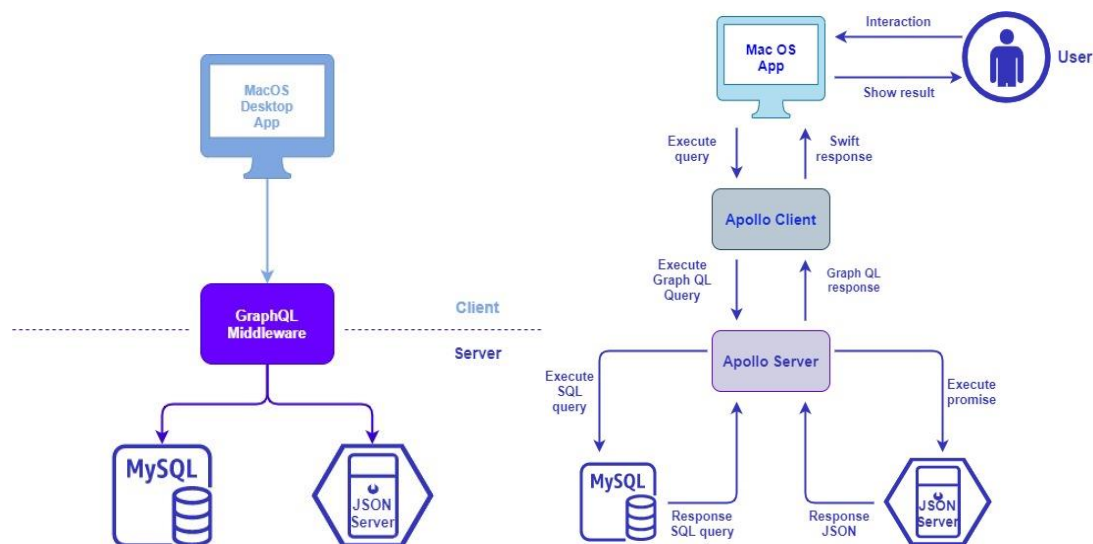 MacOS
Desktop
App
GraphQL
Middleware
Client
Server
MySQL
JSON
Server
Mac OS
App
Interaction
Show result
User
Execute
query
Swift
response
Apollo Client
Execute
Graph QL
Query
Graph QL
response
Apollo Server
Execute
SQL
query
Execute
promise
MySQL
Response
SQL query
Response
JSON
JSON
Server